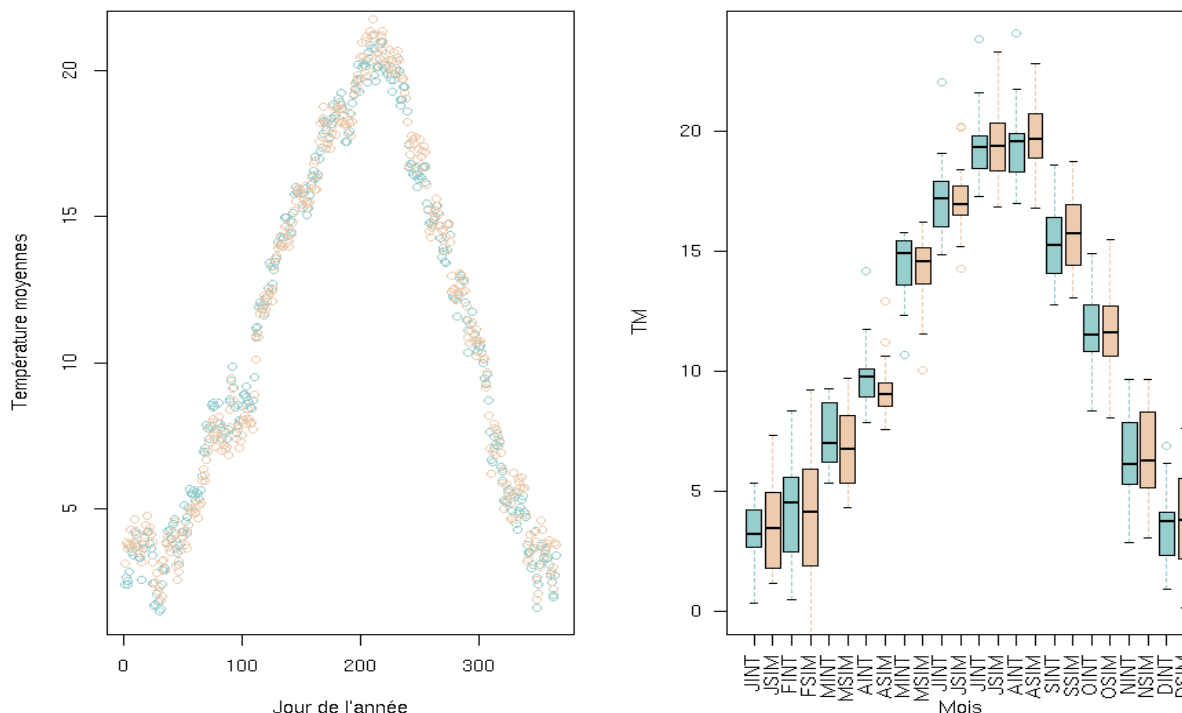 Température moyennes
20
15
10
5
0
100
200
300
Jour de l'année
TM
20
15
10
5
0
JINT
JSIM
FINT
FSIM
MINT
MSIM
AINT
ASIM
MINT
MSIM
JINT
JSIM
JINT
JSIM
AINT
ASIM
SINT
SSIM
OINT
OSIM
NINT
NSIM
DINT
DSIM
Mois